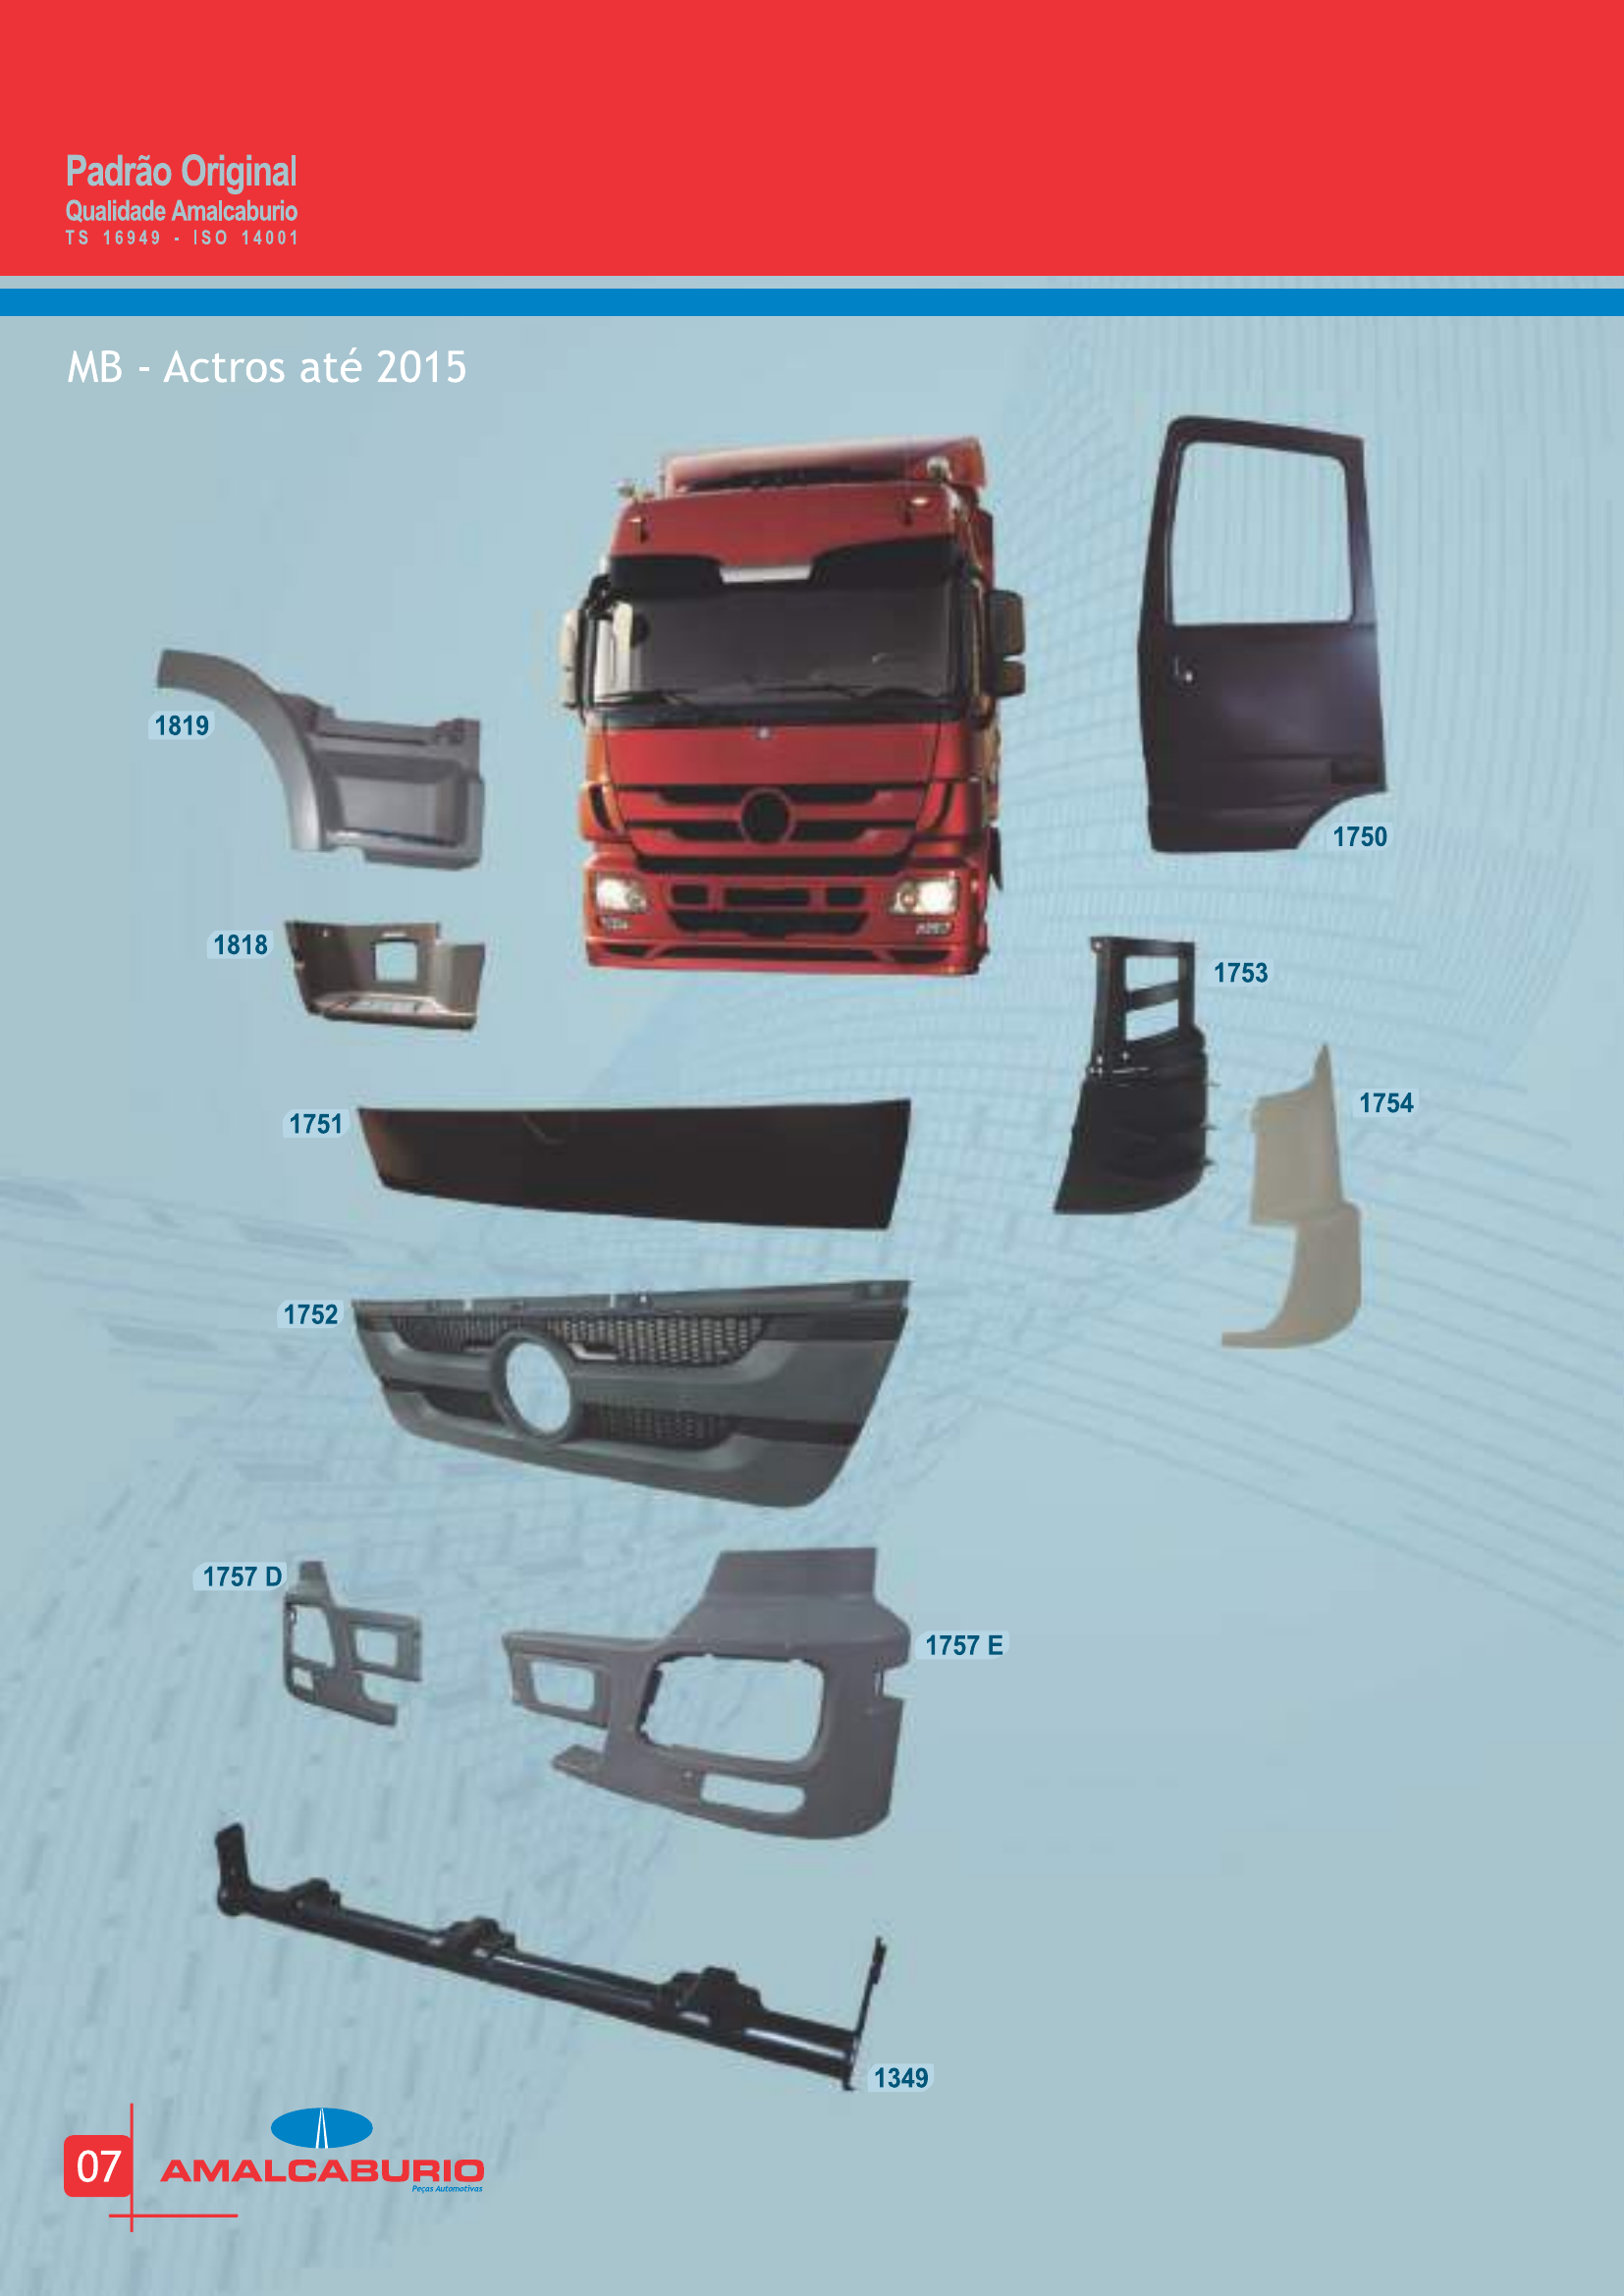 Padrão Original
Qualidade Amalcaburio
TS 16949 - ISO 14001
MB - Actros até 2015
1819
1750
1818
1753
1754
1751
1752
1757 D
1757 E
1349
07
AMALCABURIO
Peças Automotivas